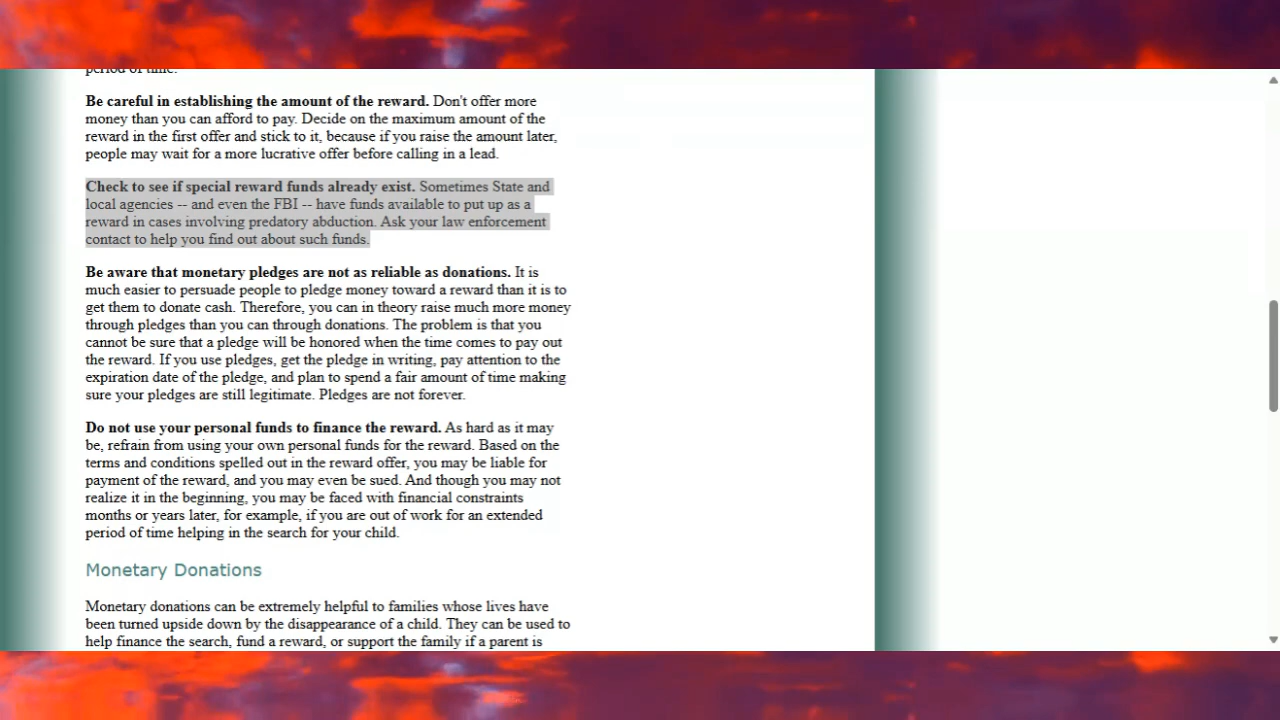 period of time.
Be careful in establishing the amount of the reward. Don't offer more
money than you can afford to pay. Decide on the maximum amount of the
reward in the first offer and stick to it, because if you raise the amount later,
people may wait for a more lucrative offer before calling in a lead.
Check to see if special reward funds already exist. Sometimes State and
local agencies -- and even the FBI -- have funds available to put up as a
reward in cases involving predatory abduction. Ask your law enforcement
contact to help you find out about such funds.
Be aware that monetary pledges are not as reliable as donations. It is
much easier to persuade people to pledge money toward a reward than it is to
get them to donate cash. Therefore, you can in theory raise much more money
through pledges than you can through donations. The problem is that you
cannot be sure that a pledge will be honored when the time comes to pay out
the reward. If you use pledges, get the pledge in writing, pay attention to the
expiration date of the pledge, and plan to spend a fair amount of time making
sure your pledges are still legitimate. Pledges are not forever.
Do not use your personal funds to finance the reward. As hard as it may
be, refrain from using your own personal funds for the reward. Based on the
terms and conditions spelled out in the reward offer, you may be liable for
payment of the reward, and you may even be sued. And though you may not
realize it in the beginning, you may be faced with financial constraints
months or years later, for example, if you are out of work for an extended
period of time helping in the search for your child.
Monetary Donations
Monetary donations can be extremely helpful to families whose lives have
been turned upside down by the disappearance of a child. They can be used to
help finance the search, fund a reward, or support the family if a parent is